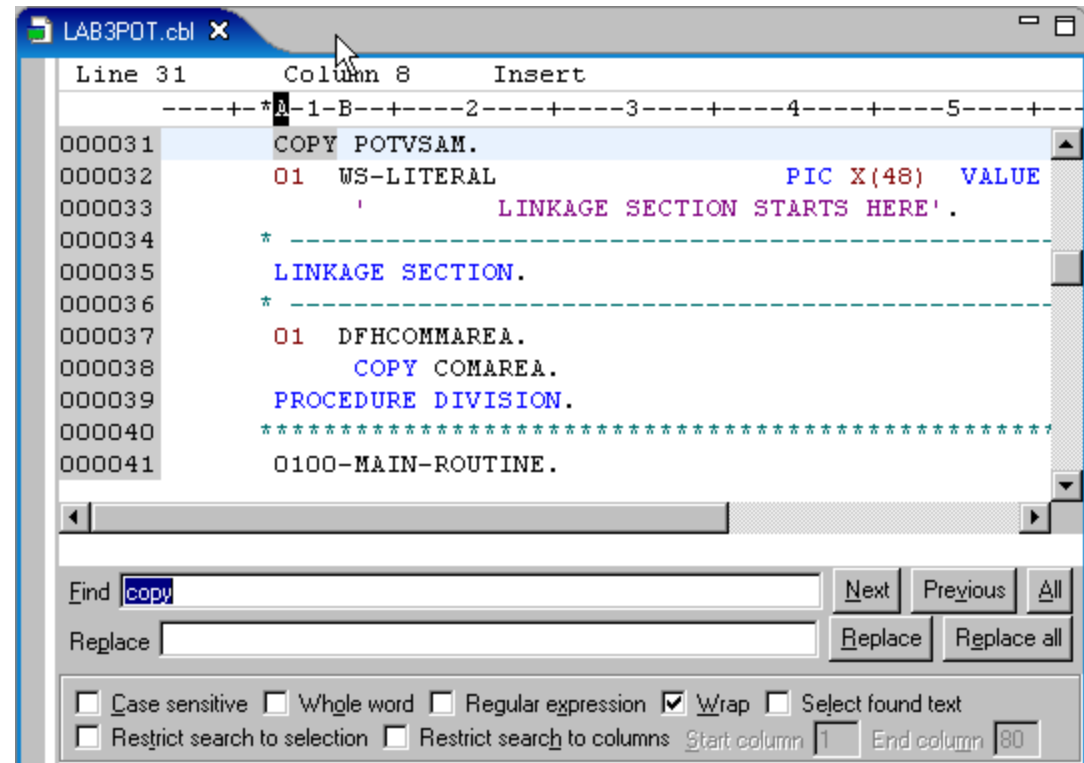 LAB3POT.cbl
Line 31 Column 8 Insert
----+-*A-1-B--+----2----+----3----+----4----+----5----+--
000031 COPY POTVSAM.
000032 01 WS-LITERAL PIC X(48) VALUE
000033 ' LINKAGE SECTION STARTS HERE'.
000034 * ------------------------------------------------
000035 LINKAGE SECTION.
000036 * ------------------------------------------------
000037 01 DFHCOMMAREA.
000038 COPY COMAREA.
000039 PROCEDURE DIVISION.
000040 **************************************************
000041 0100-MAIN-ROUTINE.
Find copy Next Previous All
Replace Replace Replace all
Case sensitive Whole word Regular expression Wrap Select found text
Restrict search to selection Restrict search to columns Start column 1 End column 80